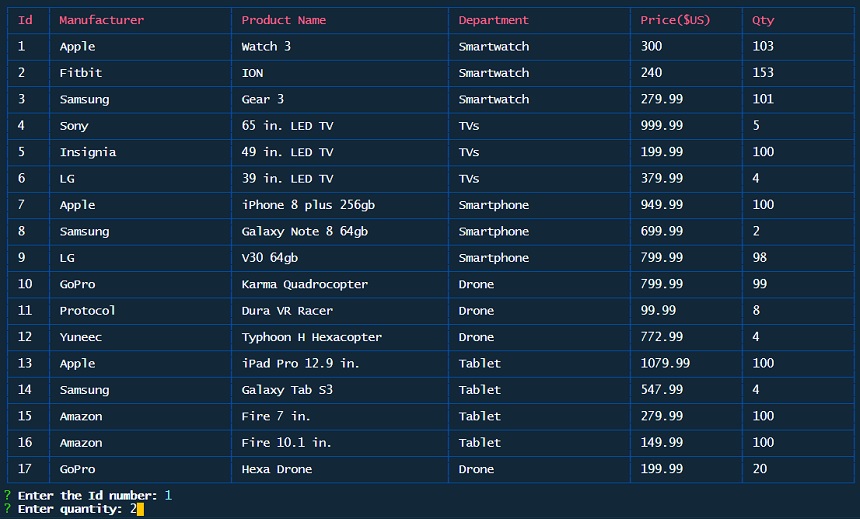 Id Manufacturer Product Name Department Price($US) Qty
1 Apple Watch 3 Smartwatch 300 103
2 Fitbit ION Smartwatch 240 153
3 Samsung Gear 3 Smartwatch 279.99 101
4 Sony 65 in. LED TV TVs 999.99 5
5 Insignia 49 in. LED TV TVs 199.99 100
6 LG 39 in. LED TV TVs 379.99 4
7 Apple iPhone 8 plus 256gb Smartphone 949.99 100
8 Samsung Galaxy Note 8 64gb Smartphone 699.99 2
9 LG V30 64gb Smartphone 799.99 98
10 GoPro Karma Quadrocopter Drone 799.99 99
11 Protocol Dura VR Racer Drone 99.99 8
12 Yuneec Typhoon H Hexacopter Drone 772.99 4
13 Apple iPad Pro 12.9 in. Tablet 1079.99 100
14 Samsung Galaxy Tab S3 Tablet 547.99 4
15 Amazon Fire 7 in. Tablet 279.99 100
16 Amazon Fire 10.1 in. Tablet 149.99 100
17 GoPro Hexa Drone Drone 199.99 20
? Enter the Id number: 1
? Enter quantity: 2